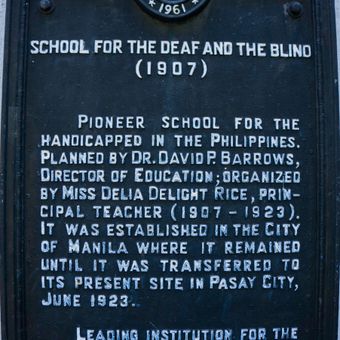 1961
SCHOOL FOR THE DEAF AND THE BLIND
(1907)
PIONEER SCHOOL FOR THE
HANDICAPPED IN THE PHILIPPINES.
PLANNED BY DR. DAVID P. BARROWS,
DIRECTOR OF EDUCATION; ORGANIZED
BY MISS DELIA DELIGHT RICE, PRIN-
CIPAL TEACHER (1907-1923).
IT WAS ESTABLISHED IN THE CITY
OF MANILA WHERE IT REMAINED
UNTIL IT WAS TRANSFERRED TO
ITS PRESENT SITE IN PASAY CITY,
JUNE 1923.
LEADING INSTITUTION FOR THE